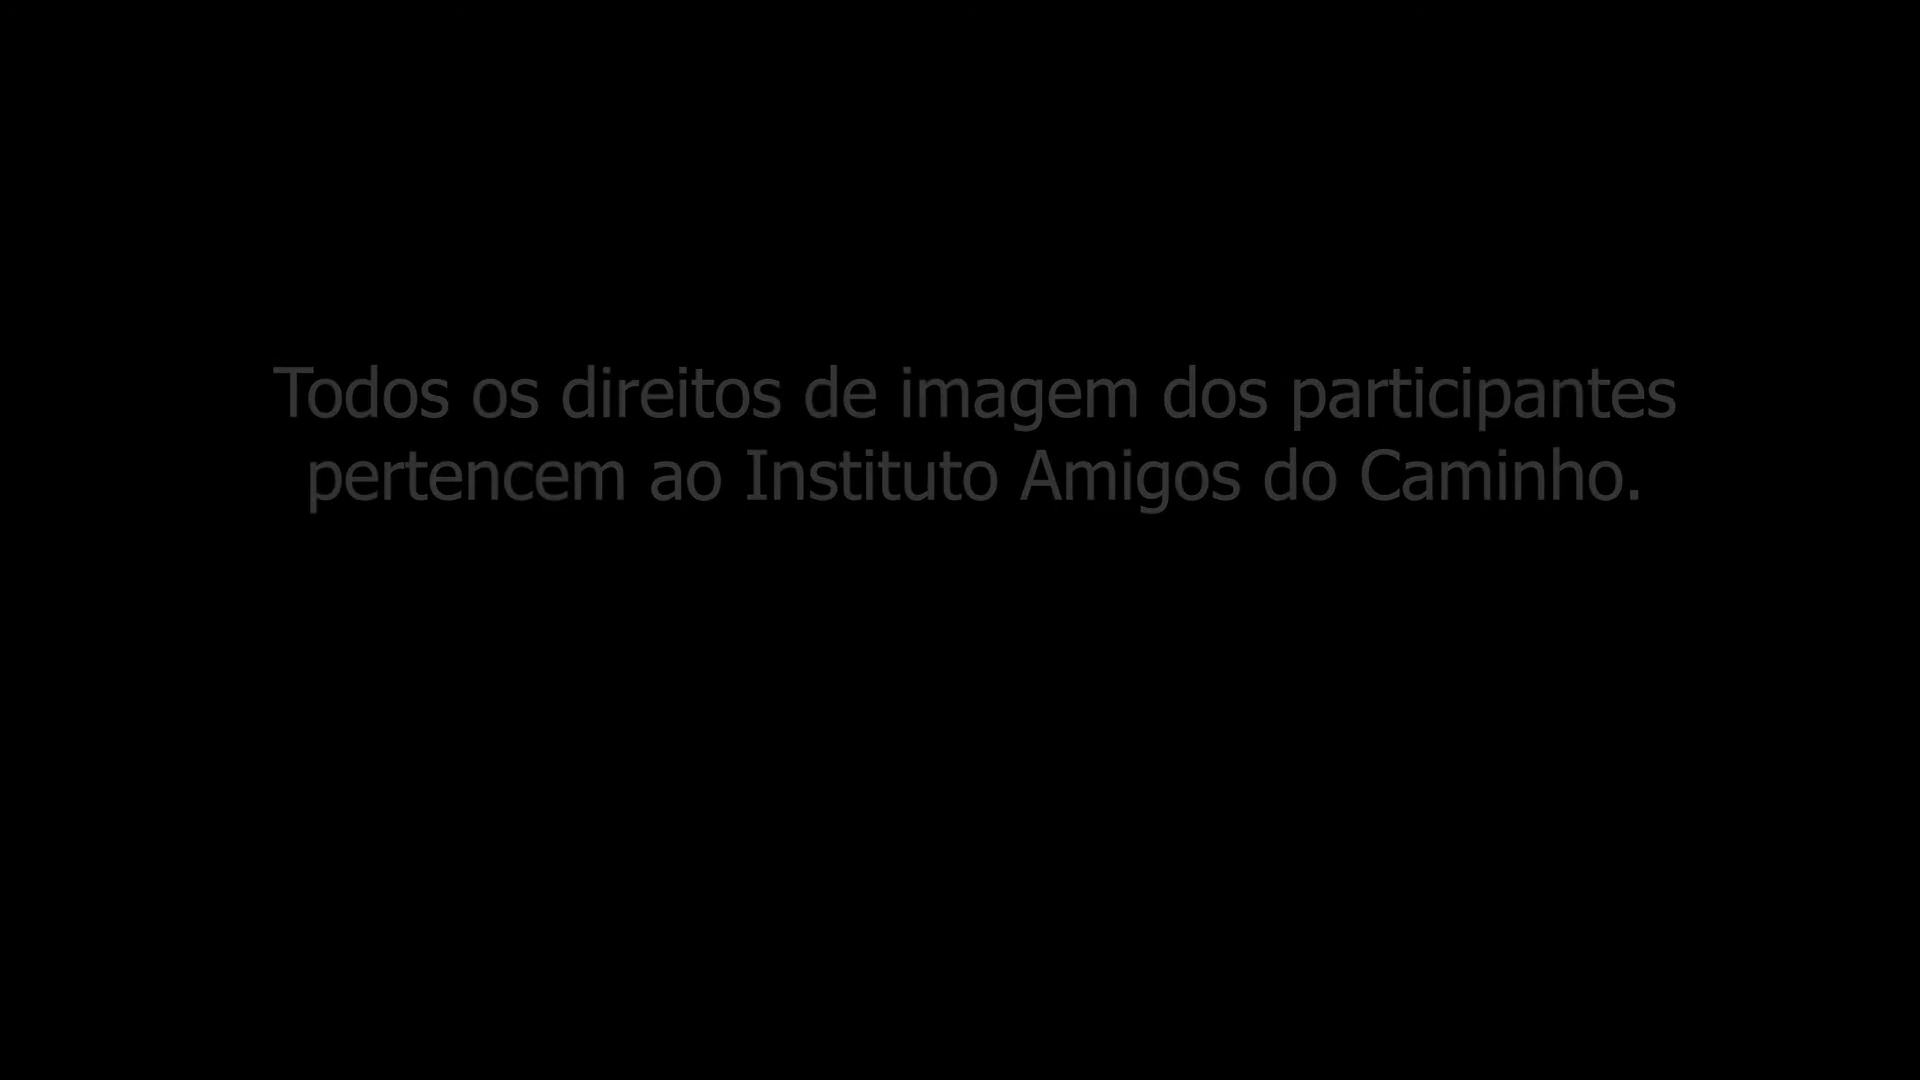 Todos os direitos de imagem dos participantes
pertencem ao Instituto Amigos do Caminho.